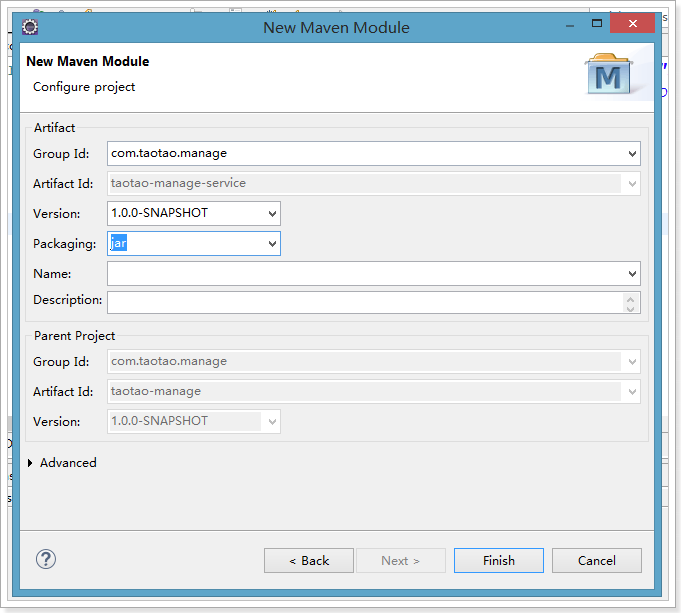 New Maven Module
New Maven Module
Configure project
M
Artifact
Group Id: com.taotao.manage
Artifact Id: taotao-manage-service
Version: 1.0.0-SNAPSHOT
Packaging: jar
Name:
Description:
Parent Project
Group Id: com.taotao.manage
Artifact Id: taotao-manage
Version: 1.0.0-SNAPSHOT
Advanced
?
< Back Next > Finish Cancel